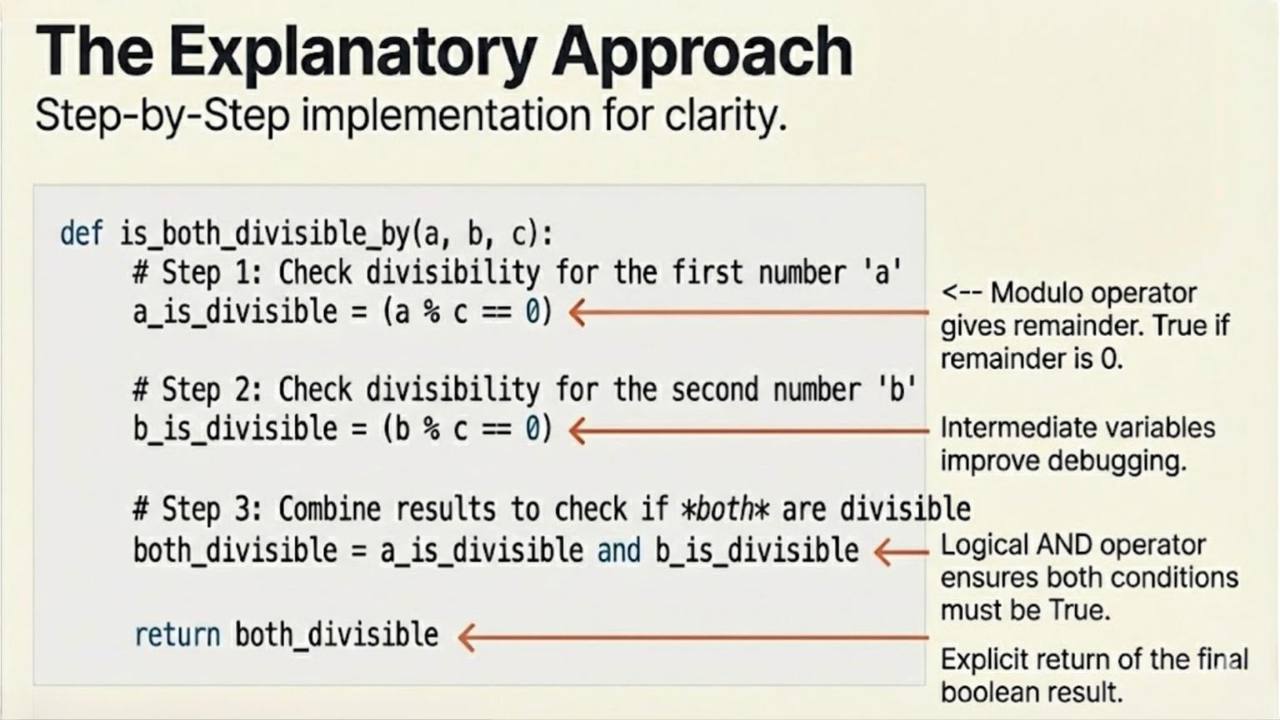 The Explanatory Approach
Step-by-Step implementation for clarity.
def is_both_divisible_by(a, b, c):
# Step 1: Check divisibility for the first number 'a'
a_is_divisible = (a % c == 0)
<-- Modulo operator
gives remainder. True if
remainder is 0.
# Step 2: Check divisibility for the second number 'b'
b_is_divisible = (b % c == 0)
Intermediate variables
improve debugging.
# Step 3: Combine results to check if *both* are divisible
both_divisible = a_is_divisible and b_is_divisible
Logical AND operator
ensures both conditions
must be True.
return both_divisible
Explicit return of the final
boolean result.